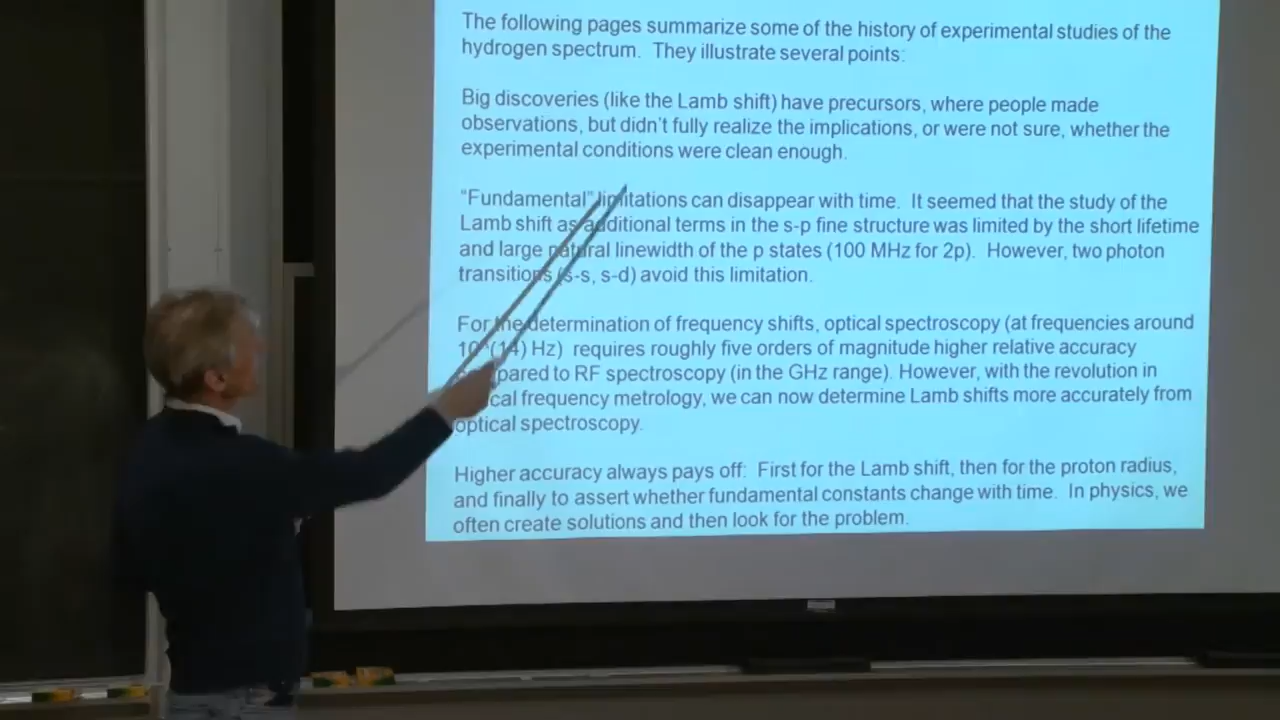 The following pages summarize some of the history of experimental studies of the
hydrogen spectrum. They illustrate several points:
Big discoveries (like the Lamb shift) have precursors, where people made
observations, but didn't fully realize the implications, or were not sure, whether the
experimental conditions were clean enough.
"Fundamental" limitations can disappear with time. It seemed that the study of the
Lamb shift as additional terms in the s-p fine structure was limited by the short lifetime
and large natural linewidth of the p states (100 MHz for 2p). However, two photon
transitions (s-s, s-d) avoid this limitation.
For the determination of frequency shifts, optical spectroscopy (at frequencies around
10^(14) Hz) requires roughly five orders of magnitude higher relative accuracy
pared to RF spectroscopy (in the GHz range). However, with the revolution in
cal frequency metrology, we can now determine Lamb shifts more accurately from
optical spectroscopy.
Higher accuracy always pays off: First for the Lamb shift, then for the proton radius,
and finally to assert whether fundamental constants change with time. In physics, we
often create solutions and then look for the problem.